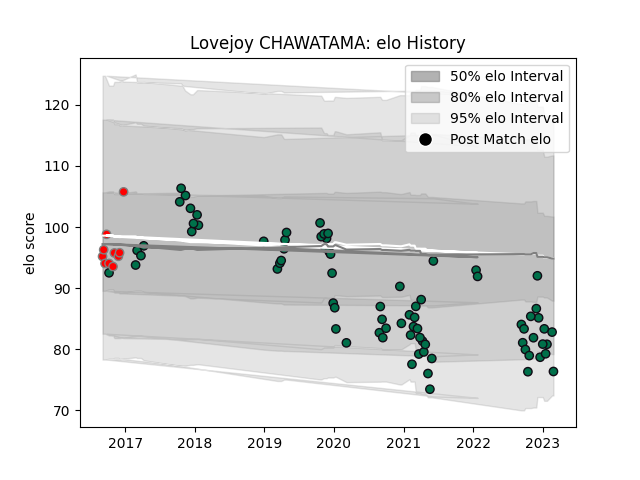 Lovejoy CHAWATAMA: elo History
50% elo Interval
80% elo Interval
95% elo Interval
Post Match elo
elo score
120
110
100
90
80
70
2017 2018 2019 2020 2021 2022 2023